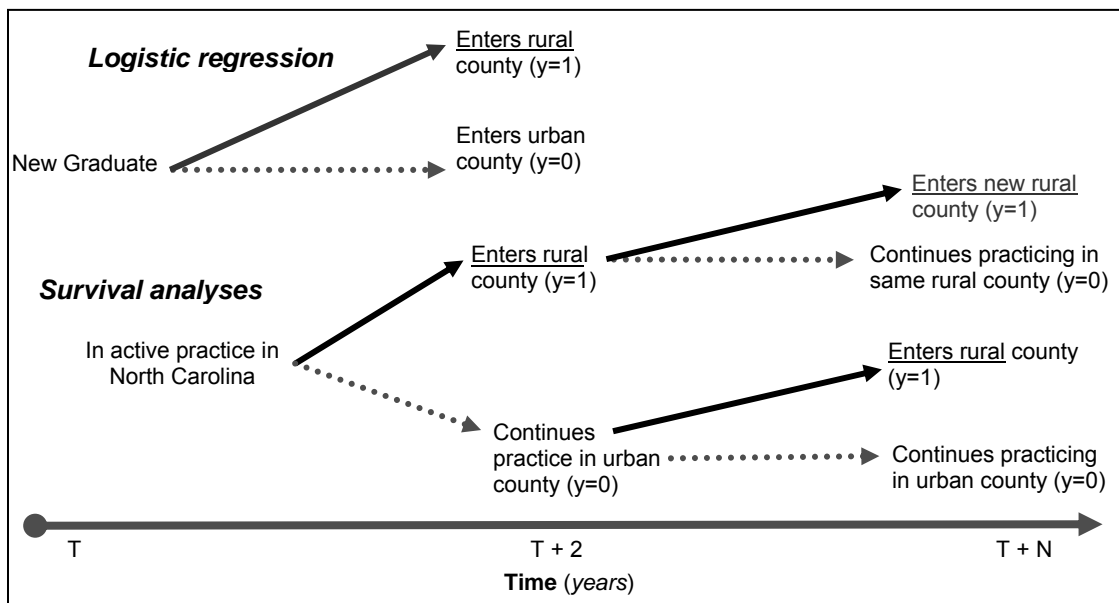 Logistic regression
Enters rural
county (y=1)
New Graduate
Enters urban
county (y=0)
Enters new rural
county (y=1)
Enters rural
county (y=1)
Continues practicing in
same rural county (y=0)
Survival analyses
In active practice in
North Carolina
Enters rural county
(y=1)
Continues
practice in urban
county (y=0)
Continues practicing
in urban county (y=0)
T
T + 2
T + N
Time (years)